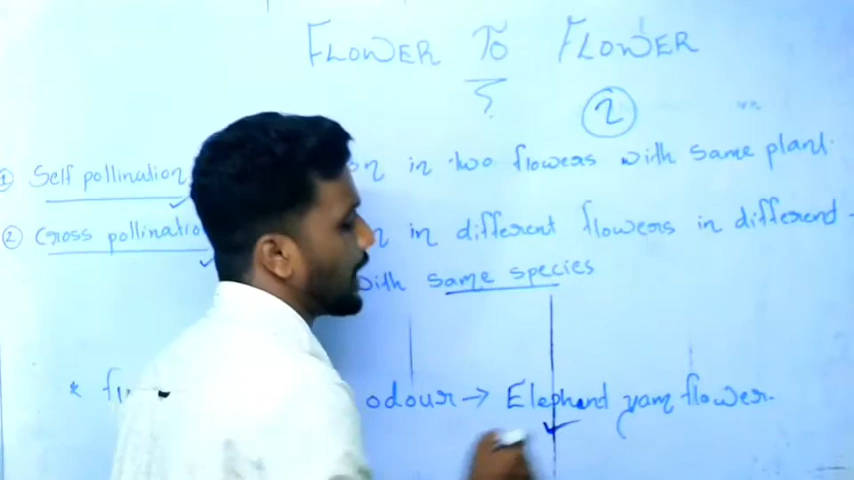 FLOWER TO FLOWER
2
① Self pollination in two flowers with same plant.
② Cross pollination in different flowers in different
with same species
* odour → Elephand yam flower.